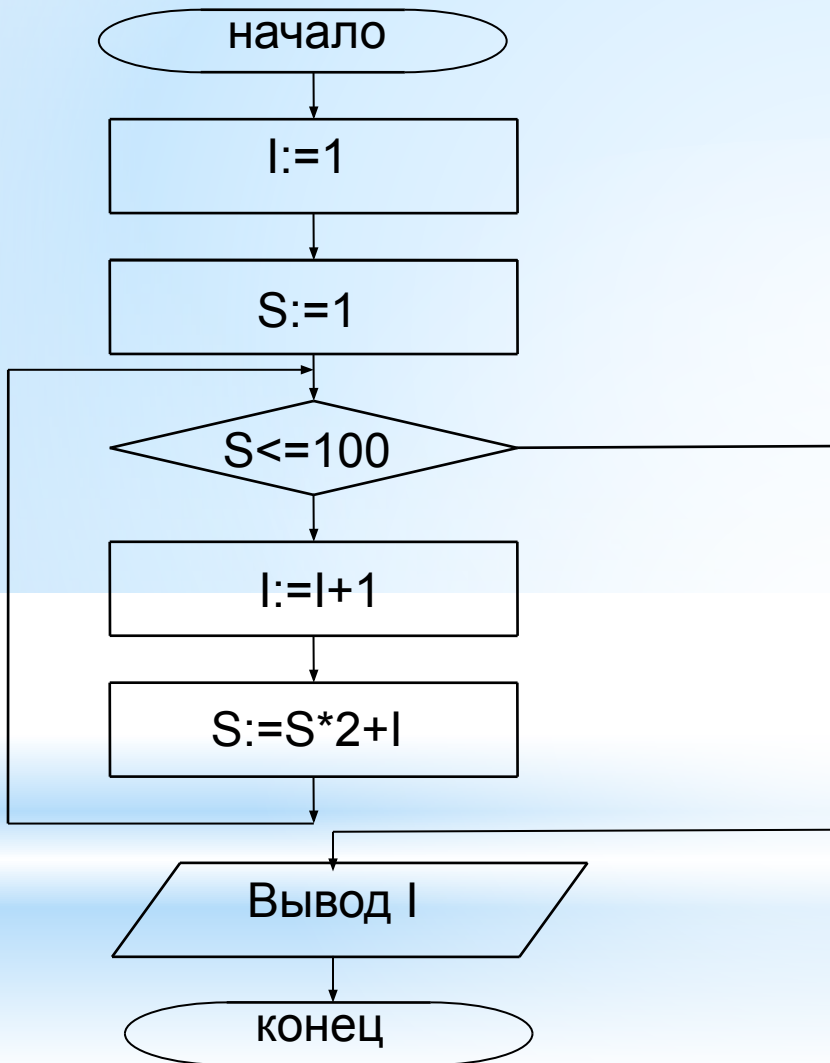 начало
I:=1
S:=1
S<=100
I:=I+1
S:=S*2+I
Вывод I
конец